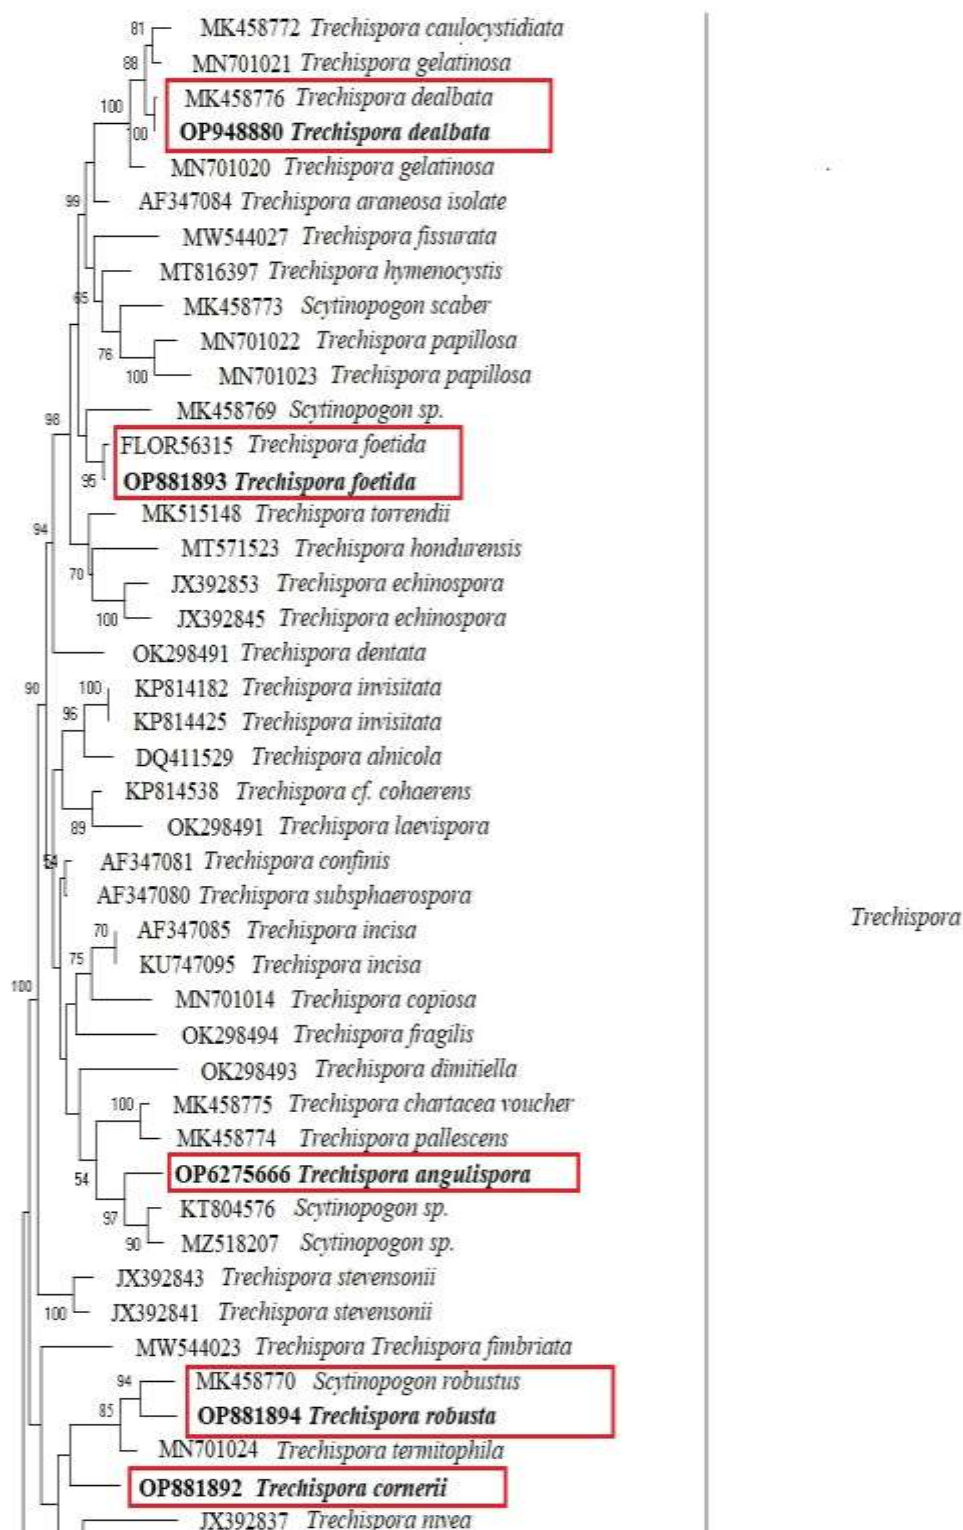 81 MK458772 Trechispora caulocystidiata
88 MN701021 Trechispora gelatinosa
100 MK458776 Trechispora dealbata
100 OP948880 Trechispora dealbata
MN701020 Trechispora gelatinosa
99 AF347084 Trechispora araneosa isolate
MW544027 Trechispora fissurata
MT816397 Trechispora hymenocystis
65 MK458773 Scytinopogon scaber
MN701022 Trechispora papillosa
76
100 MN701023 Trechispora papillosa
MK458769 Scytinopogon sp.
98
FLOR56315 Trechispora foetida
95 OP881893 Trechispora foetida
MK515148 Trechispora torrendii
94
MT571523 Trechispora hondurensis
70 JX392853 Trechispora echinospora
100 JX392845 Trechispora echinospora
OK298491 Trechispora dentata
90 100 KP814182 Trechispora invisitata
96 KP814425 Trechispora invisitata
DQ411529 Trechispora alnicola
KP814538 Trechispora cf. cohaerens
89 OK298491 Trechispora laevispora
54 AF347081 Trechispora confinis
AF347080 Trechispora subsphaerospora
Trechispora
70 AF347085 Trechispora incisa
75 KU747095 Trechispora incisa
100 MN701014 Trechispora copiosa
OK298494 Trechispora fragilis
OK298493 Trechispora dimitiella
100 MK458775 Trechispora chartacea voucher
MK458774 Trechispora pallescens
54 OP6275666 Trechispora angulispora
97 KT804576 Scytinopogon sp.
90 MZ518207 Scytinopogon sp.
JX392843 Trechispora stevensonii
100 JX392841 Trechispora stevensonii
MW544023 Trechispora Trechispora fimbriata
94 MK458770 Scytinopogon robustus
85 OP881894 Trechispora robusta
MN701024 Trechispora termitophila
OP881892 Trechispora cornerii
JX392837 Trechispora nivea